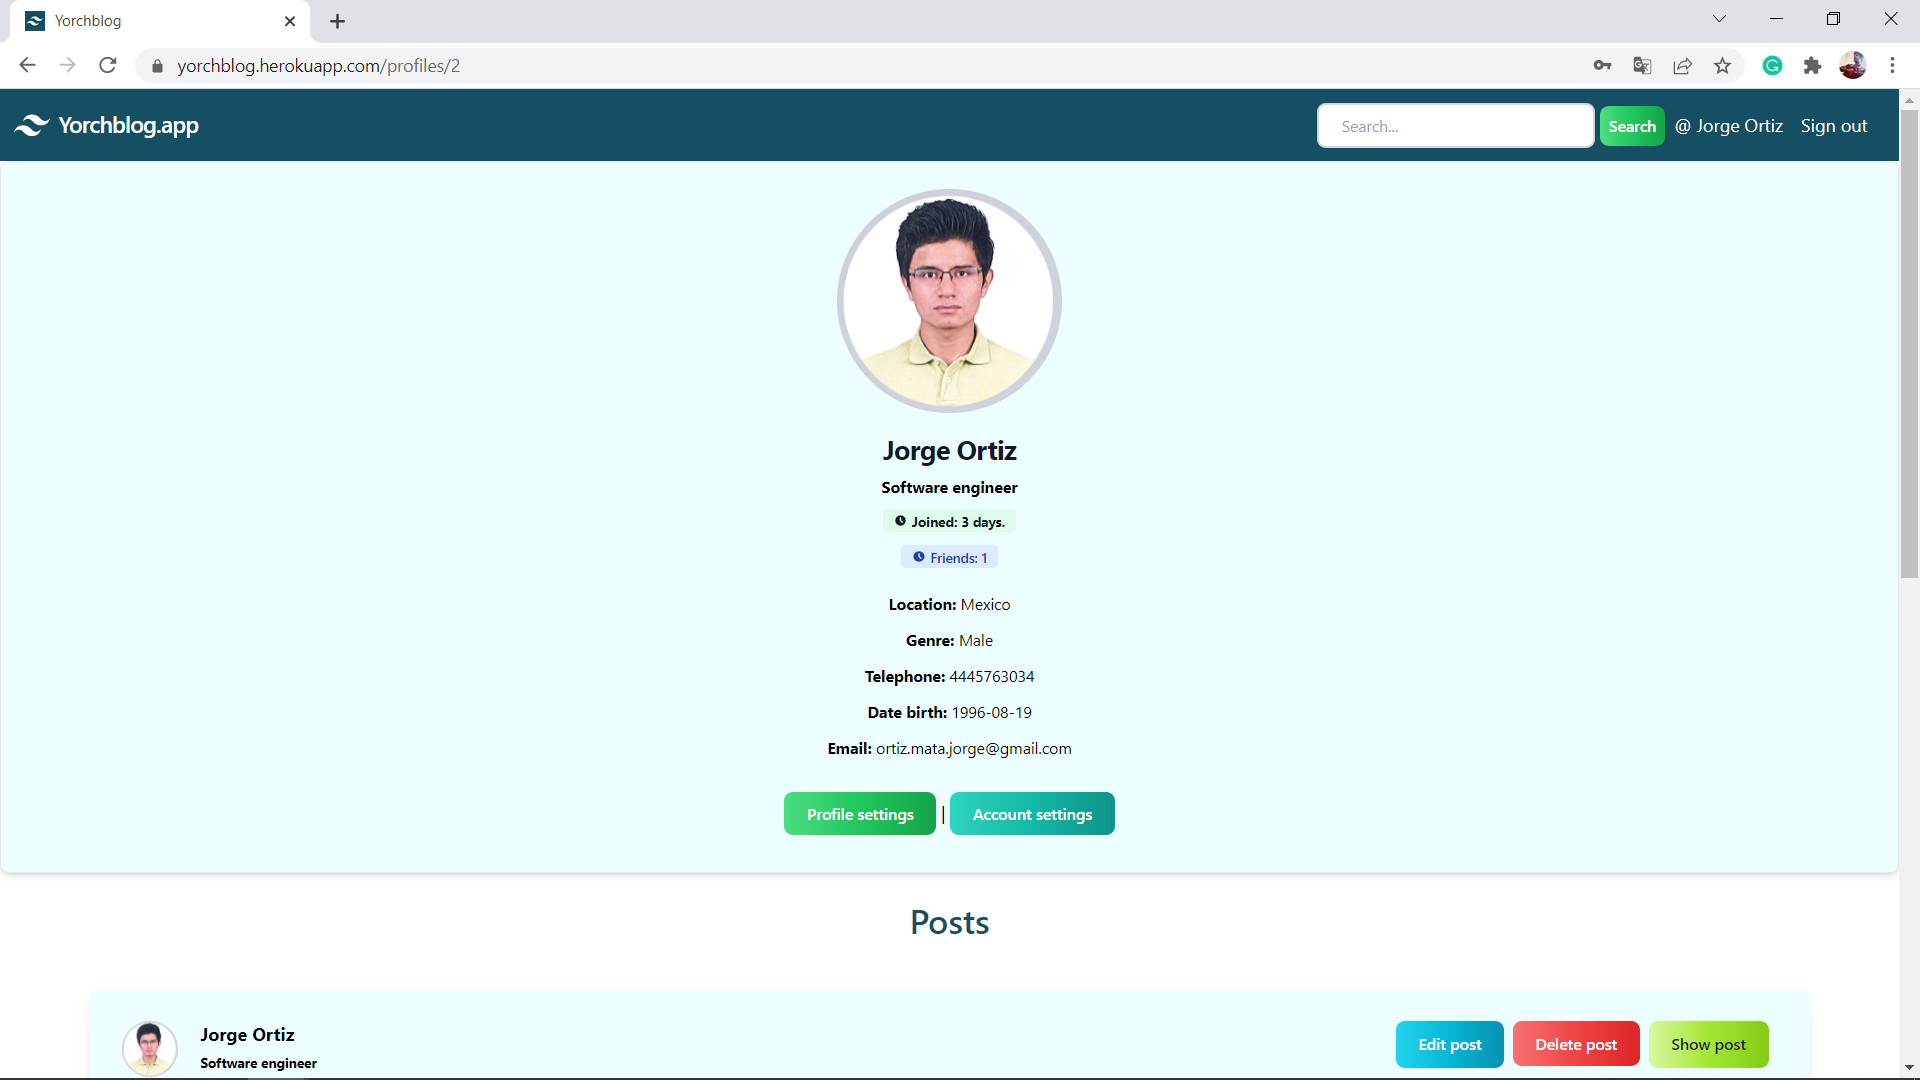 Yorchblog
yorchblog.herokuapp.com/profiles/2
Yorchblog.app
Search...
Search
@ Jorge Ortiz
Sign out
Jorge Ortiz
Software engineer
Joined: 3 days.
Friends: 1
Location: Mexico
Genre: Male
Telephone: 4445763034
Date birth: 1996-08-19
Email: ortiz.mata.jorge@gmail.com
Profile settings | Account settings
Posts
Jorge Ortiz
Software engineer
Edit post
Delete post
Show post